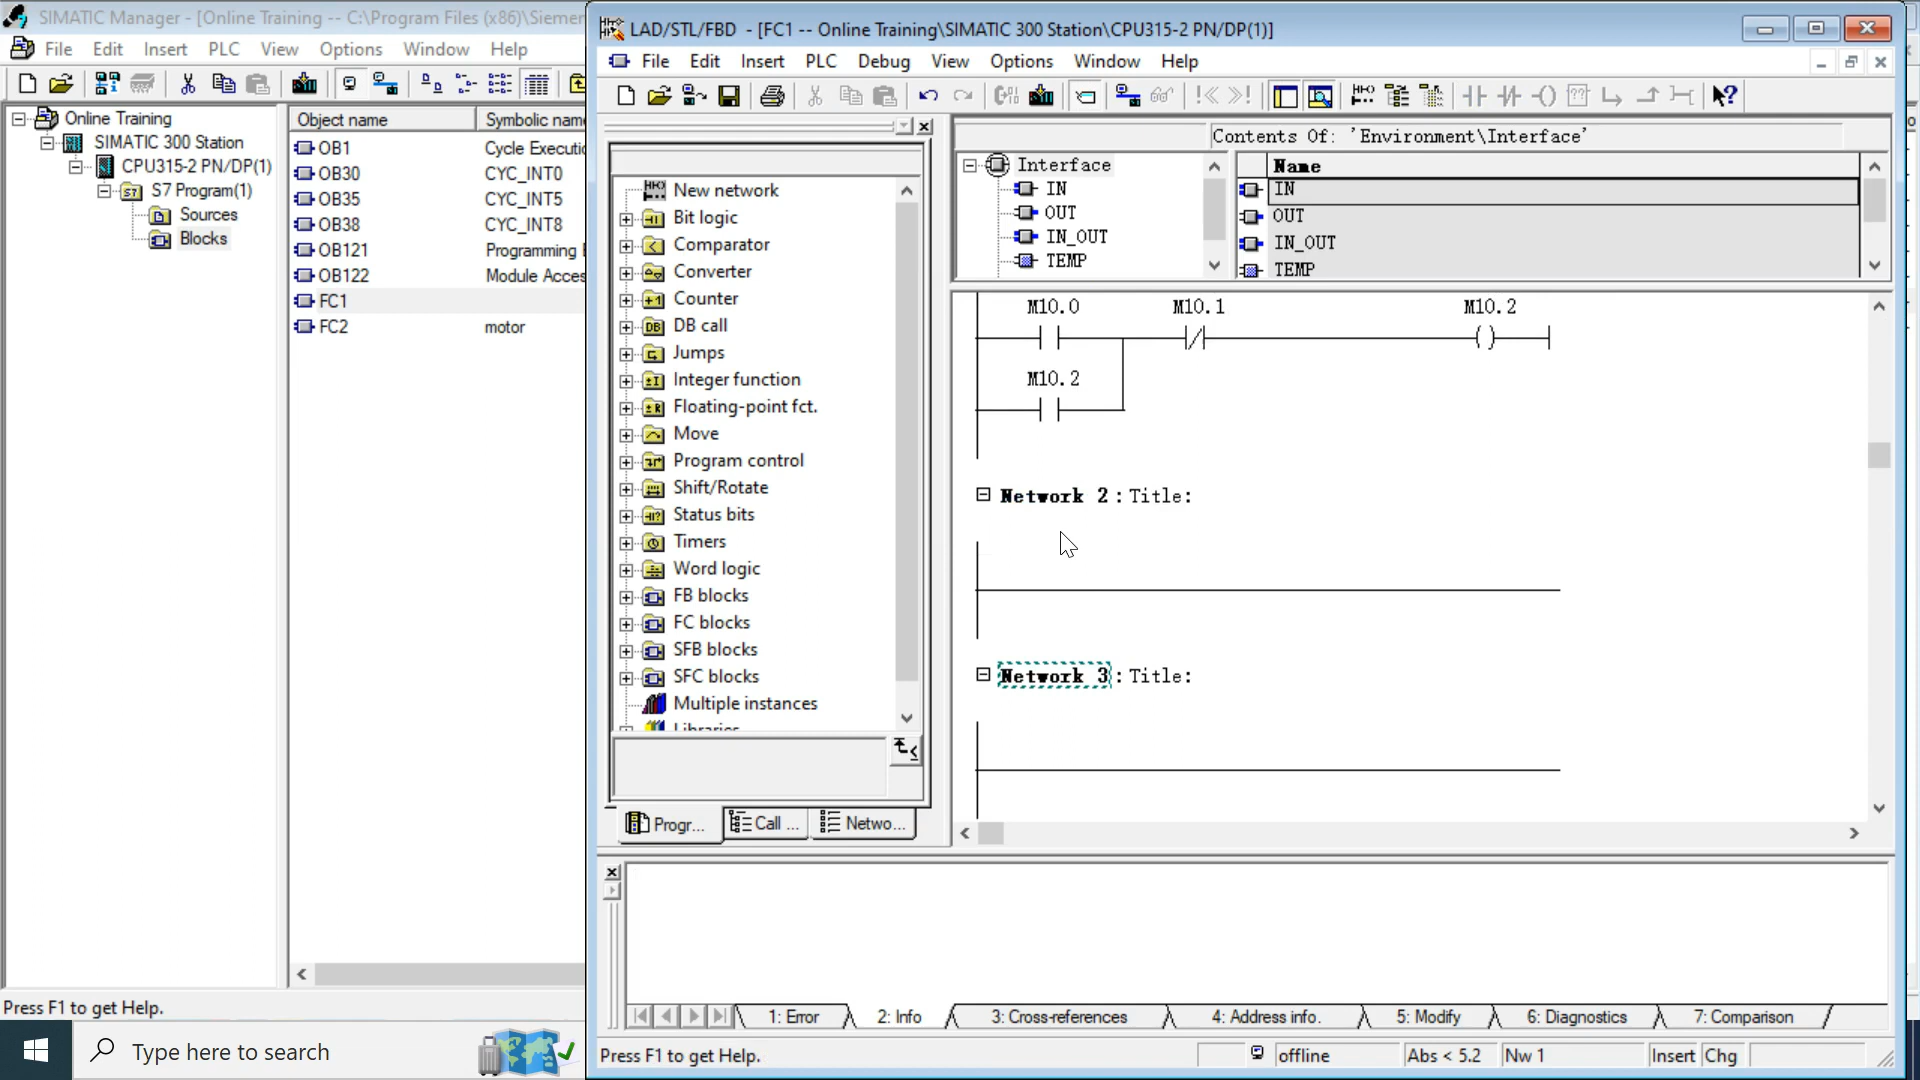 SIMATIC Manager - [Online Training -- C:\Program Files (x86)\Siemen
File Edit Insert PLC View Options Window Help
Online Training
SIMATIC 300 Station
CPU315-2 PN/DP(1)
S7 Program(1)
Sources
Blocks
Object name Symbolic name
OB1 Cycle Executi
OB30 CYC_INT0
OB35 CYC_INT5
OB38 CYC_INT8
OB121 Programming
OB122 Module Acces
FC1
FC2 motor
Press F1 to get Help.
LAD/STL/FBD - [FC1 -- Online Training\SIMATIC 300 Station\CPU315-2 PN/DP(1)]
File Edit Insert PLC Debug View Options Window Help
New network
Bit logic
Comparator
Converter
Counter
DB call
Jumps
Integer function
Floating-point fct.
Move
Program control
Shift/Rotate
Status bits
Timers
Word logic
FB blocks
FC blocks
SFB blocks
SFC blocks
Multiple instances
Libraries
Progr... Call ... Netwo...
Contents Of: 'Environment\Interface'
Interface
IN
OUT
IN_OUT
TEMP
Name
IN
OUT
IN_OUT
TEMP
M10.0 M10.1 M10.2
M10.2
Network 2 : Title:
Network 3 : Title:
1: Error 2: Info 3: Cross-references 4: Address info. 5: Modify 6: Diagnostics 7: Comparison
Press F1 to get Help. offline Abs < 5.2 Nw 1 Insert Chg
Type here to search